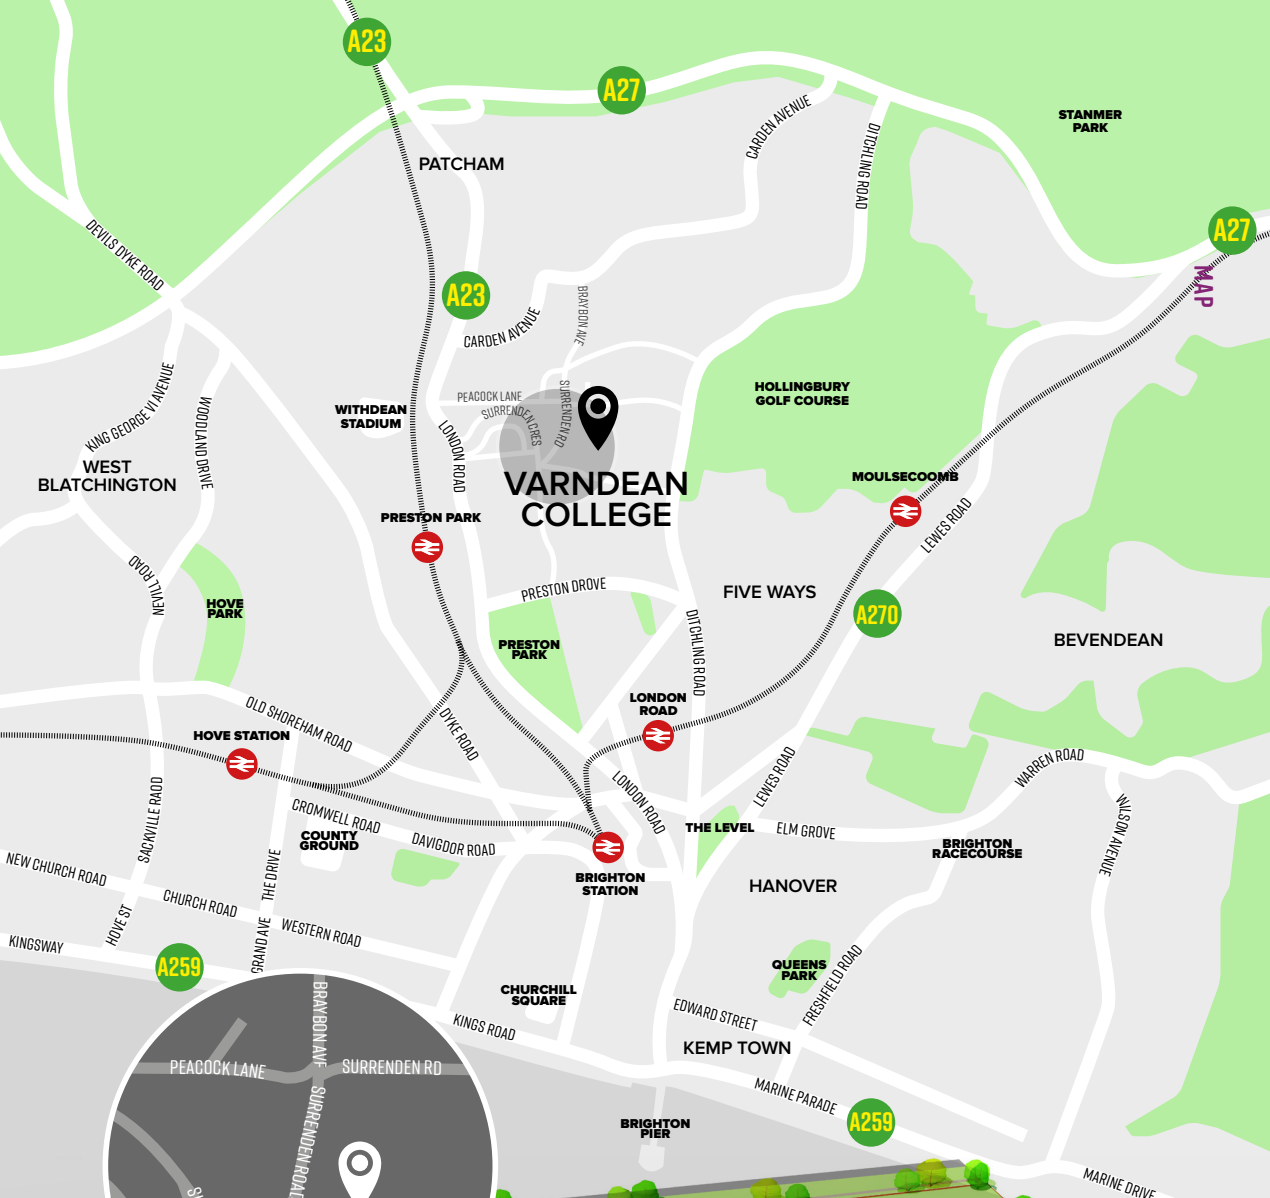 A23
A27
STANMER
PARK
CARDEN AVENUE
DITCHLING ROAD
PATCHAM
A27
DEVILS DYKE ROAD
MAP
A23
BRAYBON AVE
CARDEN AVENUE
KING GEORGE VI AVENUE
WOODLAND DRIVE
WITHDEAN
STADIUM
PEACOCK LANE
SURRENDEN CRES
SURRENDEN RD
HOLLINGBURY
GOLF COURSE
LONDON ROAD
WEST
BLATCHINGTON
VARNDEAN
COLLEGE
MOULSECOOMB
PRESTON PARK
LEWES ROAD
NEVILL ROAD
HOVE
PARK
PRESTON DROVE
FIVE WAYS
A270
BEVENDEAN
DITCHLING ROAD
PRESTON
PARK
LONDON
ROAD
OLD SHOREHAM ROAD
HOVE STATION
DYKE ROAD
LONDON ROAD
LEWES ROAD
WARREN ROAD
WILSON AVENUE
SACKVILLE RADD
CROMWELL ROAD
COUNTY
GROUND
DAVIGDOR ROAD
THE LEVEL
ELM GROVE
BRIGHTON
RACECOURSE
NEW CHURCH ROAD
THE DRIVE
BRIGHTON
STATION
HANOVER
CHURCH ROAD
HOVE ST
GRAND AVE
WESTERN ROAD
KINGSWAY
A259
QUEENS
PARK
FRESHFIELD ROAD
CHURCHILL
SQUARE
KINGS ROAD
EDWARD STREET
KEMP TOWN
MARINE PARADE
BRIGHTON
PIER
A259
MARINE DRIVE
BRAYBON AVE
PEACOCK LANE
SURRENDEN RD
SURRENDEN ROAD